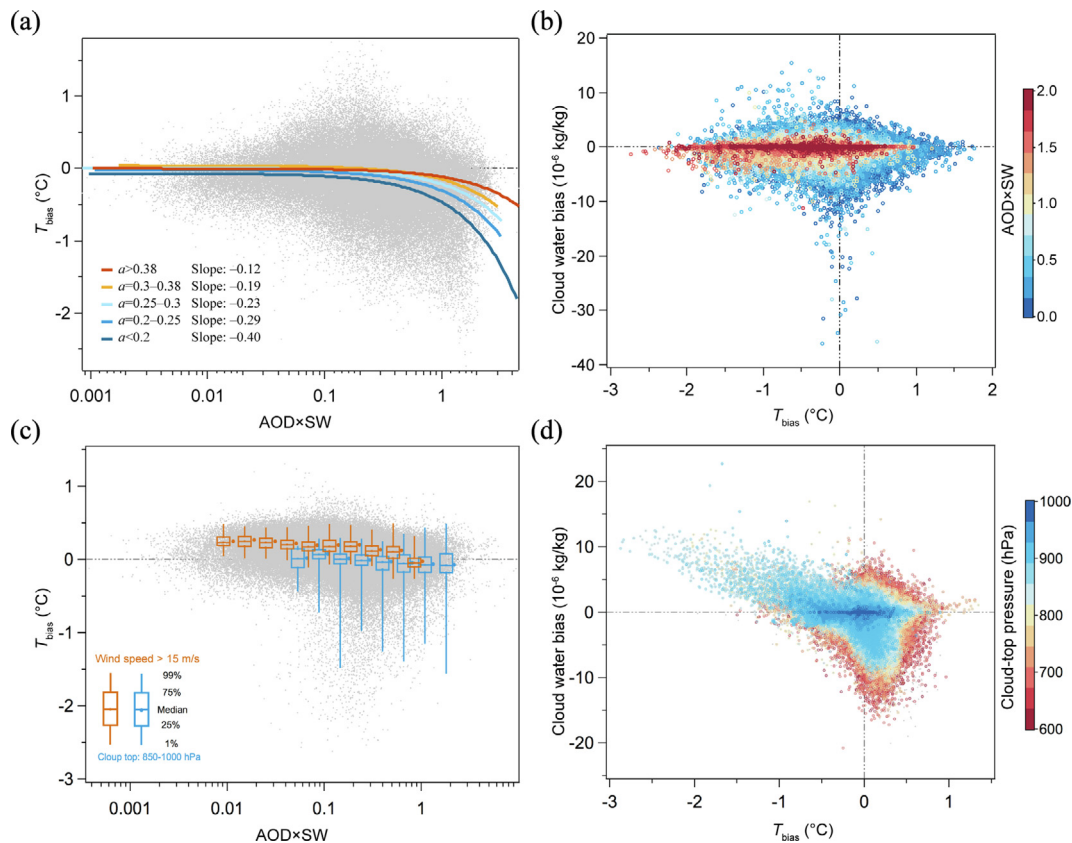 (a)
1
0
-1
-2
T bias (°C)
a>0.38 Slope: –0.12
a=0.3–0.38 Slope: –0.19
a=0.25–0.3 Slope: –0.23
a=0.2–0.25 Slope: –0.29
a<0.2 Slope: –0.40
0.001 0.01 0.1 1
AOD×SW
(b)
20
10
0
-10
-20
-30
-40
Cloud water bias (10⁻⁶ kg/kg)
-3 -2 -1 0 1 2
T bias (°C)
2.0
1.5
1.0
0.5
0.0
AOD×SW
(c)
1
0
-1
-2
-3
T bias (°C)
Wind speed > 15 m/s
99%
75%
Median
25%
1%
Cloup top: 850-1000 hPa
0.001 0.01 0.1 1
AOD×SW
(d)
20
10
0
-10
-20
Cloud water bias (10⁻⁶ kg/kg)
-3 -2 -1 0 1
T bias (°C)
1000
900
800
700
600
Cloud-top pressure (hPa)